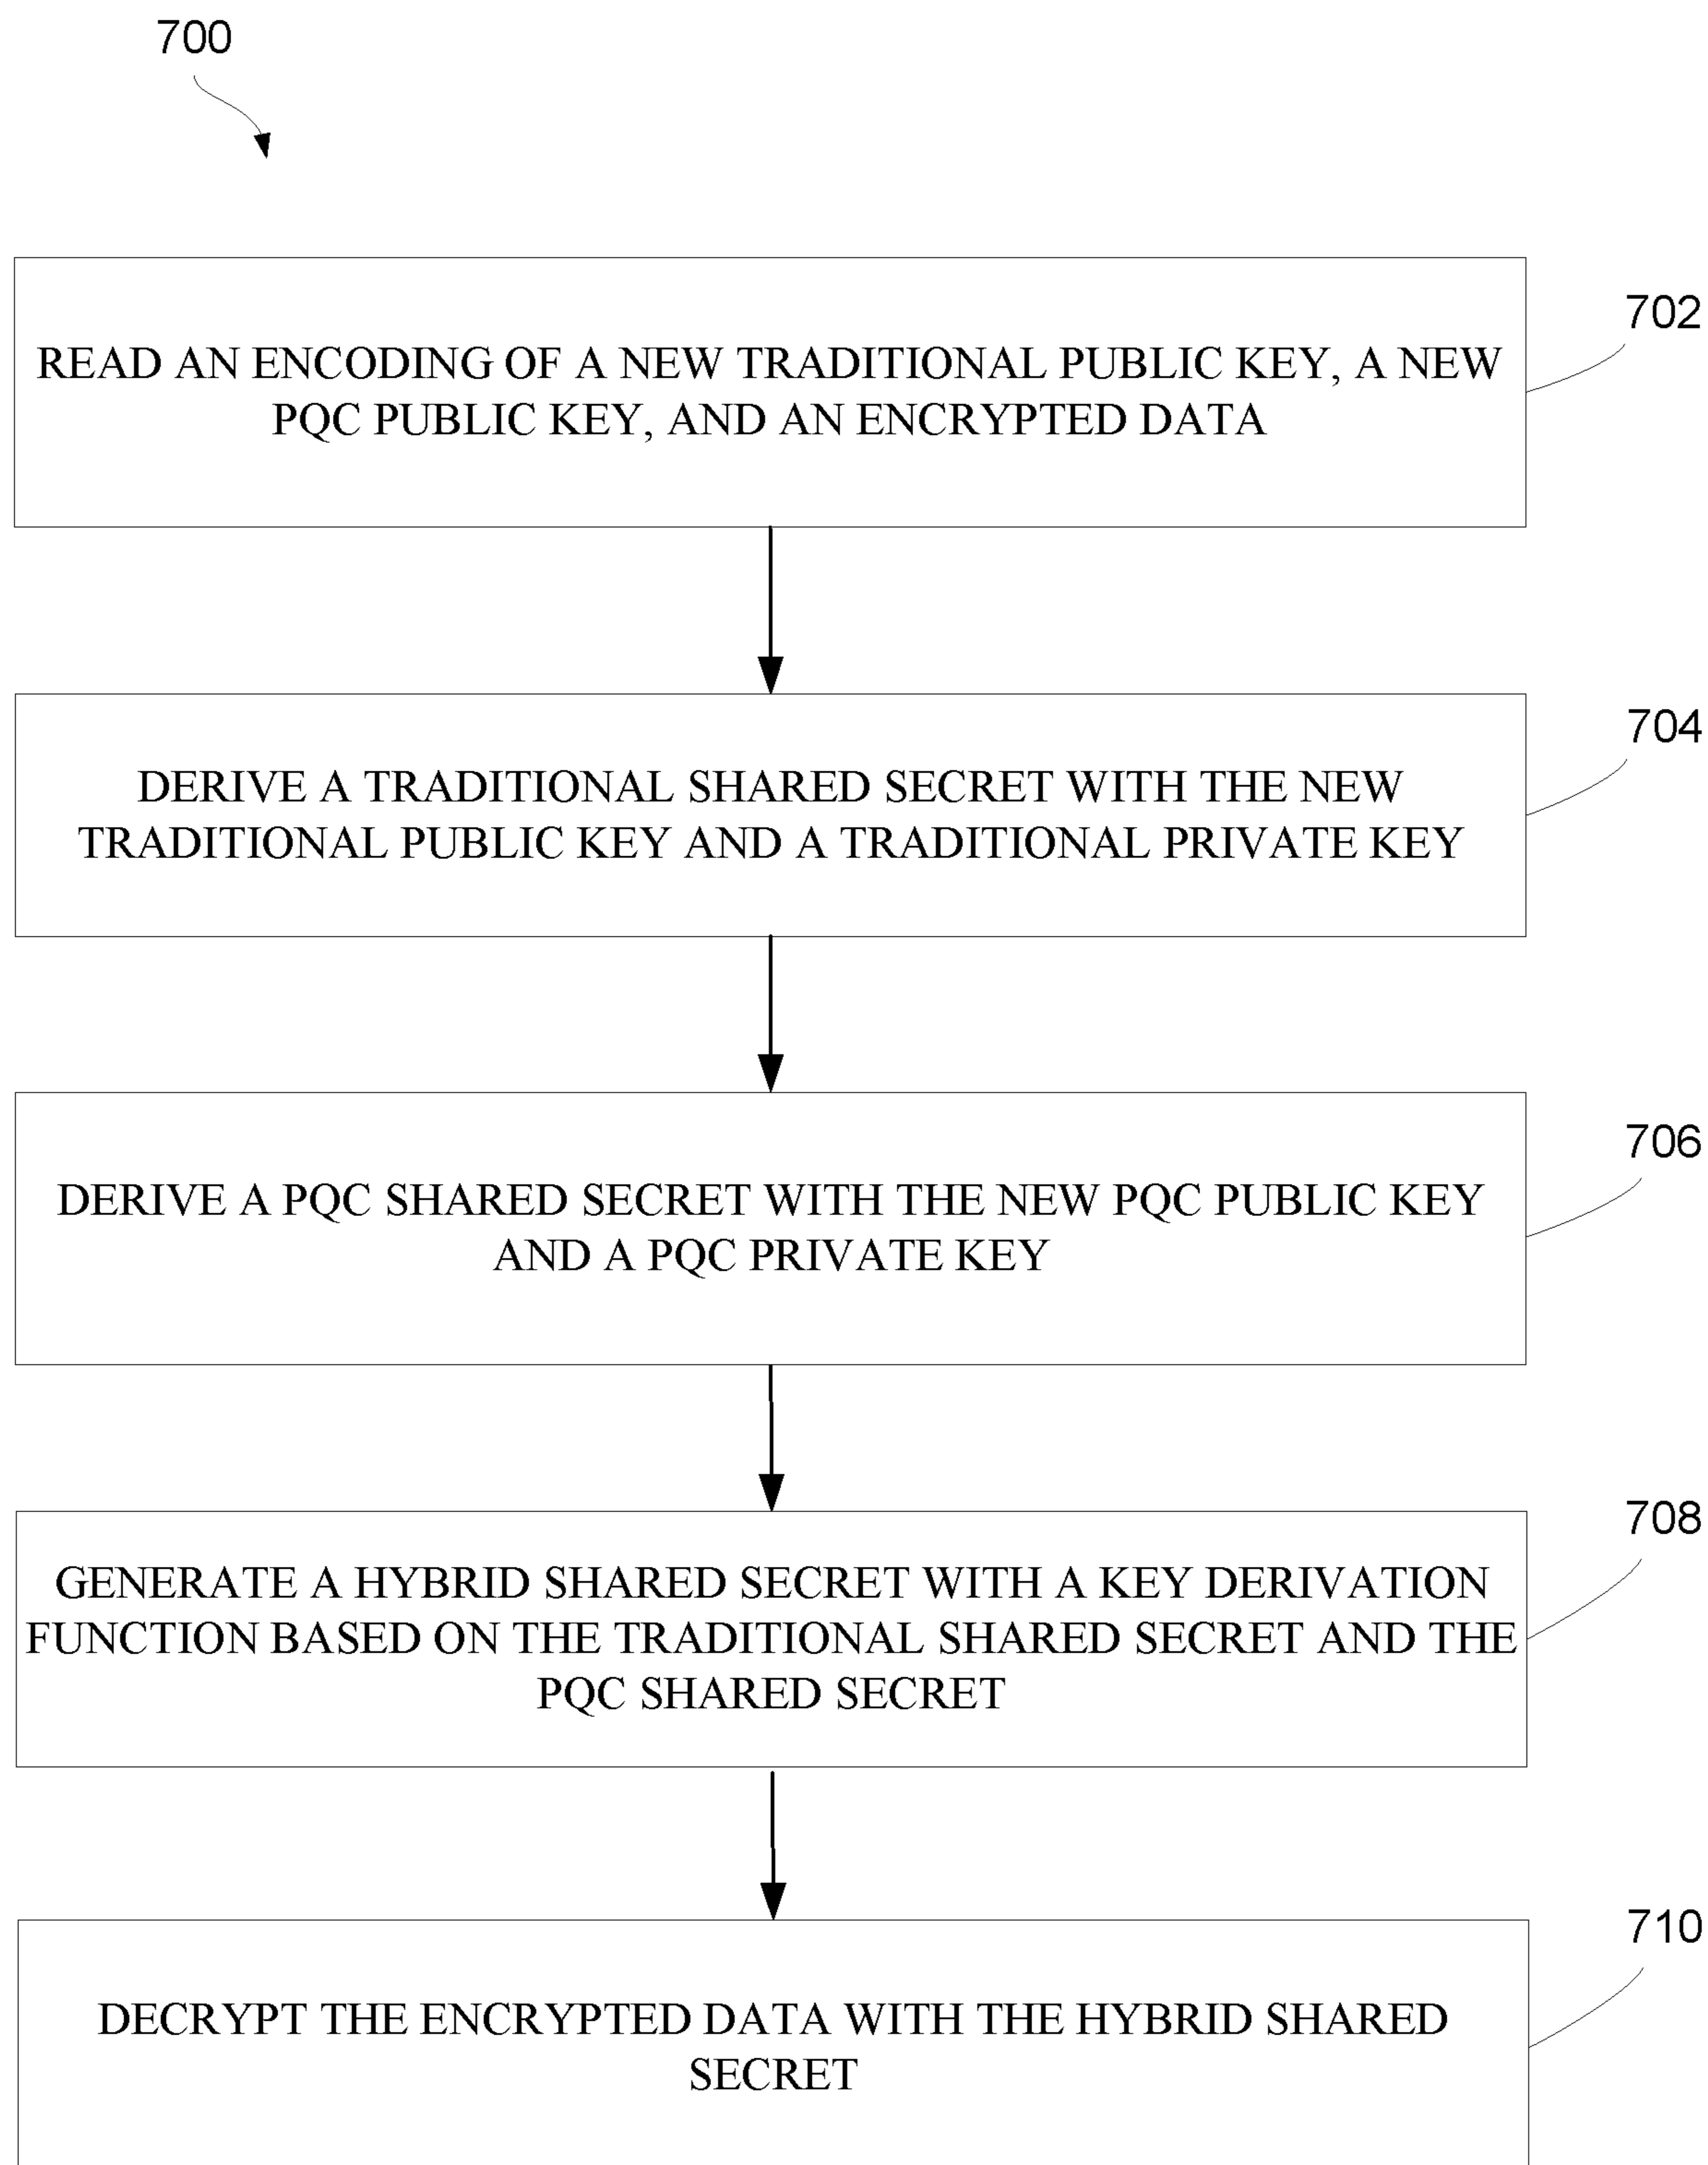 700
702
READ AN ENCODING OF A NEW TRADITIONAL PUBLIC KEY, A NEW
PQC PUBLIC KEY, AND AN ENCRYPTED DATA
704
DERIVE A TRADITIONAL SHARED SECRET WITH THE NEW
TRADITIONAL PUBLIC KEY AND A TRADITIONAL PRIVATE KEY
706
DERIVE A PQC SHARED SECRET WITH THE NEW PQC PUBLIC KEY
AND A PQC PRIVATE KEY
708
GENERATE A HYBRID SHARED SECRET WITH A KEY DERIVATION
FUNCTION BASED ON THE TRADITIONAL SHARED SECRET AND THE
PQC SHARED SECRET
710
DECRYPT THE ENCRYPTED DATA WITH THE HYBRID SHARED
SECRET